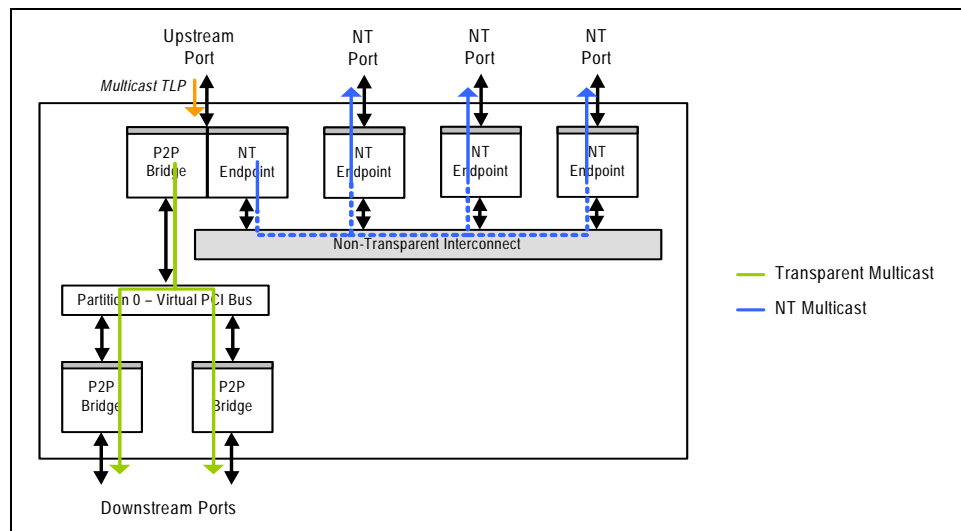 Upstream
Port
NT
Port
NT
Port
NT
Port
Multicast TLP
P2P
Bridge
NT
Endpoint
NT
Endpoint
NT
Endpoint
NT
Endpoint
Non-Transparent Interconnect
Transparent Multicast
NT Multicast
Partition 0 – Virtual PCI Bus
P2P
Bridge
P2P
Bridge
Downstream Ports